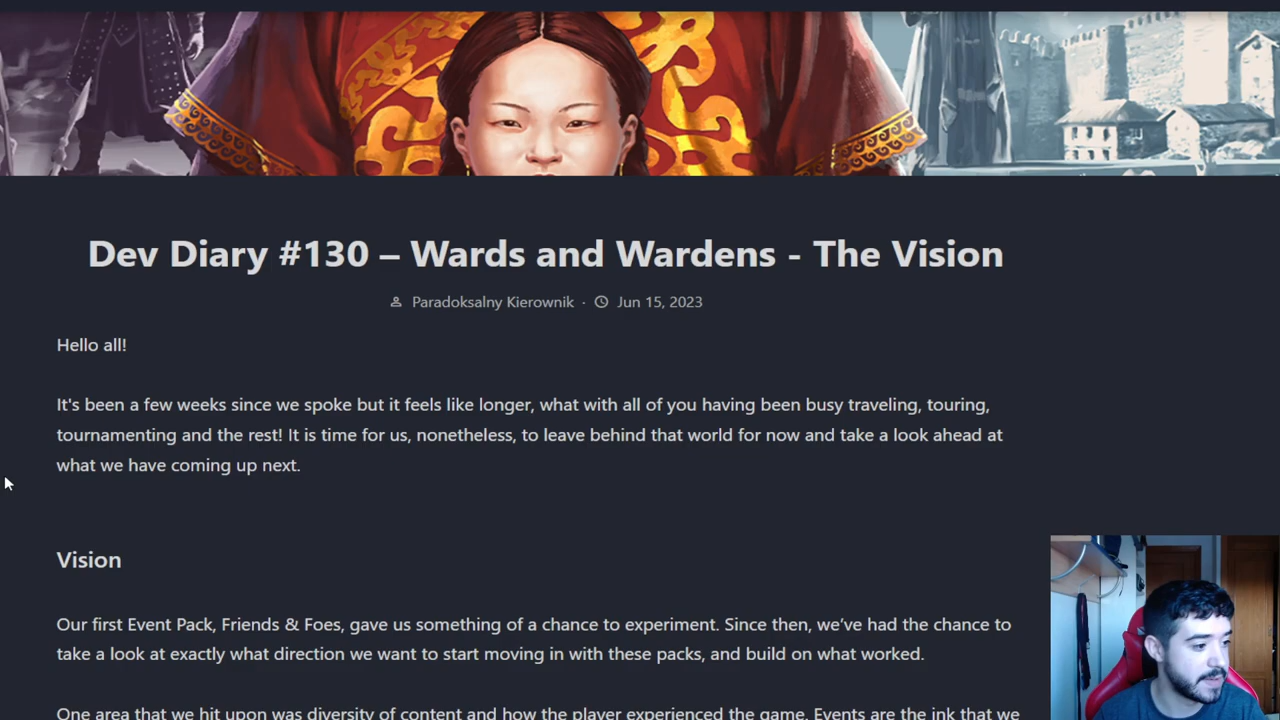 Dev Diary #130 – Wards and Wardens - The Vision
Paradoksalny Kierownik · Jun 15, 2023
Hello all!
It's been a few weeks since we spoke but it feels like longer, what with all of you having been busy traveling, touring,
tournamenting and the rest! It is time for us, nonetheless, to leave behind that world for now and take a look ahead at
what we have coming up next.
Vision
Our first Event Pack, Friends & Foes, gave us something of a chance to experiment. Since then, we’ve had the chance to
take a look at exactly what direction we want to start moving in with these packs, and build on what worked.
One area that we hit upon was diversity of content and how the player experienced the game. Events are the ink that we